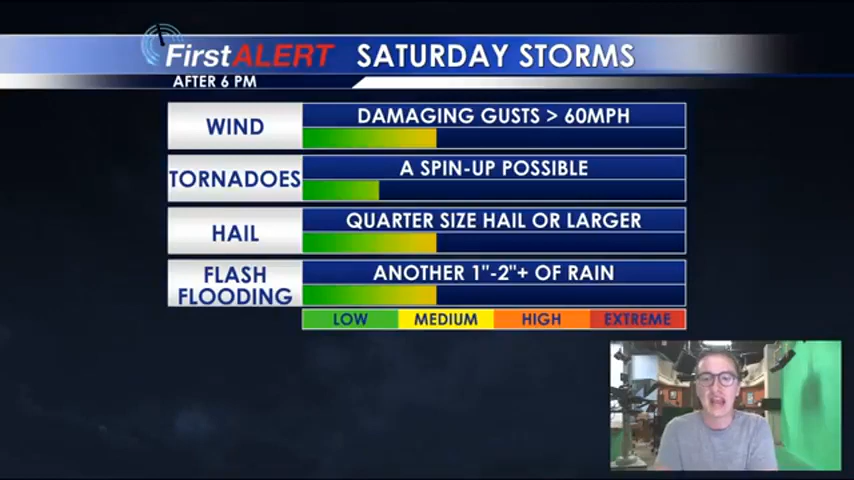 FirstALERT SATURDAY STORMS
AFTER 6 PM
WIND
DAMAGING GUSTS > 60MPH
TORNADOES
A SPIN-UP POSSIBLE
HAIL
QUARTER SIZE HAIL OR LARGER
FLASH
FLOODING
ANOTHER 1"-2"+ OF RAIN
LOW MEDIUM HIGH EXTREME